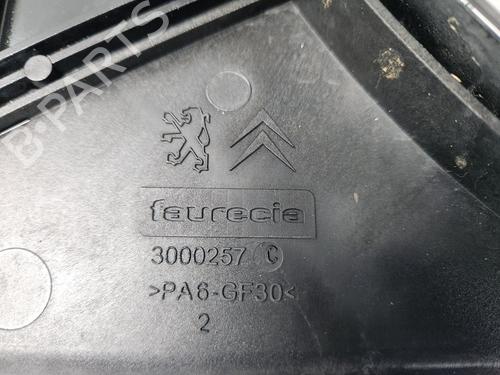 B-PARTS
faurecia
3000257 C
>PA6-GF30<
2